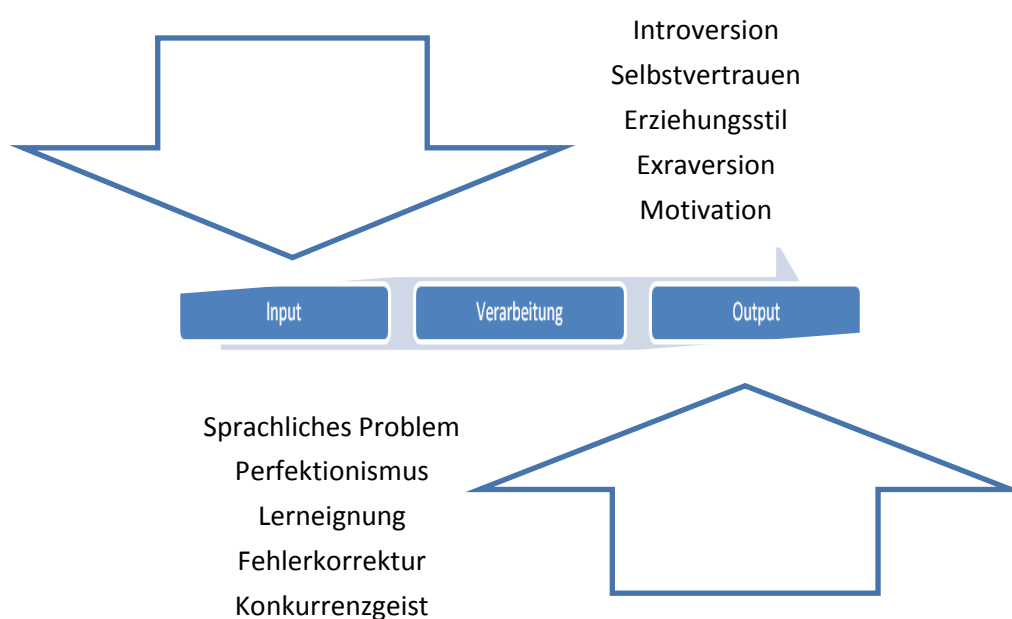 Introversion
Selbstvertrauen
Erziehungsstil
Exraversion
Motivation
Input
Verarbeitung
Output
Sprachliches Problem
Perfektionismus
Lerneignung
Fehlerkorrektur
Konkurrenzgeist